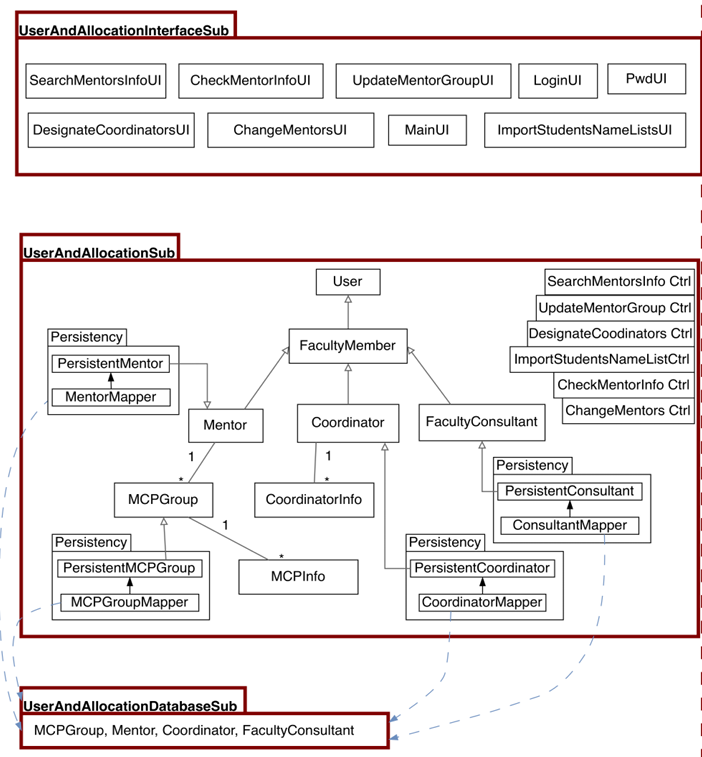 UserAndAllocationInterfaceSub
SearchMentorsInfoUI
CheckMentorInfoUI
UpdateMentorGroupUI
LoginUI
PwdUI
DesignateCoordinatorsUI
ChangeMentorsUI
MainUI
ImportStudentsNameListsUI
UserAndAllocationSub
User
SearchMentorsInfo Ctrl
UpdateMentorGroup Ctrl
DesignateCoodinators Ctrl
ImportStudentsNameListCtrl
CheckMentorInfo Ctrl
ChangeMentors Ctrl
FacultyMember
Persistency
PersistentMentor
MentorMapper
Mentor
Coordinator
FacultyConsultant
1
*
1
*
MCPGroup
CoordinatorInfo
Persistency
PersistentConsultant
ConsultantMapper
1
*
MCPInfo
Persistency
PersistentMCPGroup
MCPGroupMapper
Persistency
PersistentCoordinator
CoordinatorMapper
UserAndAllocationDatabaseSub
MCPGroup, Mentor, Coordinator, FacultyConsultant